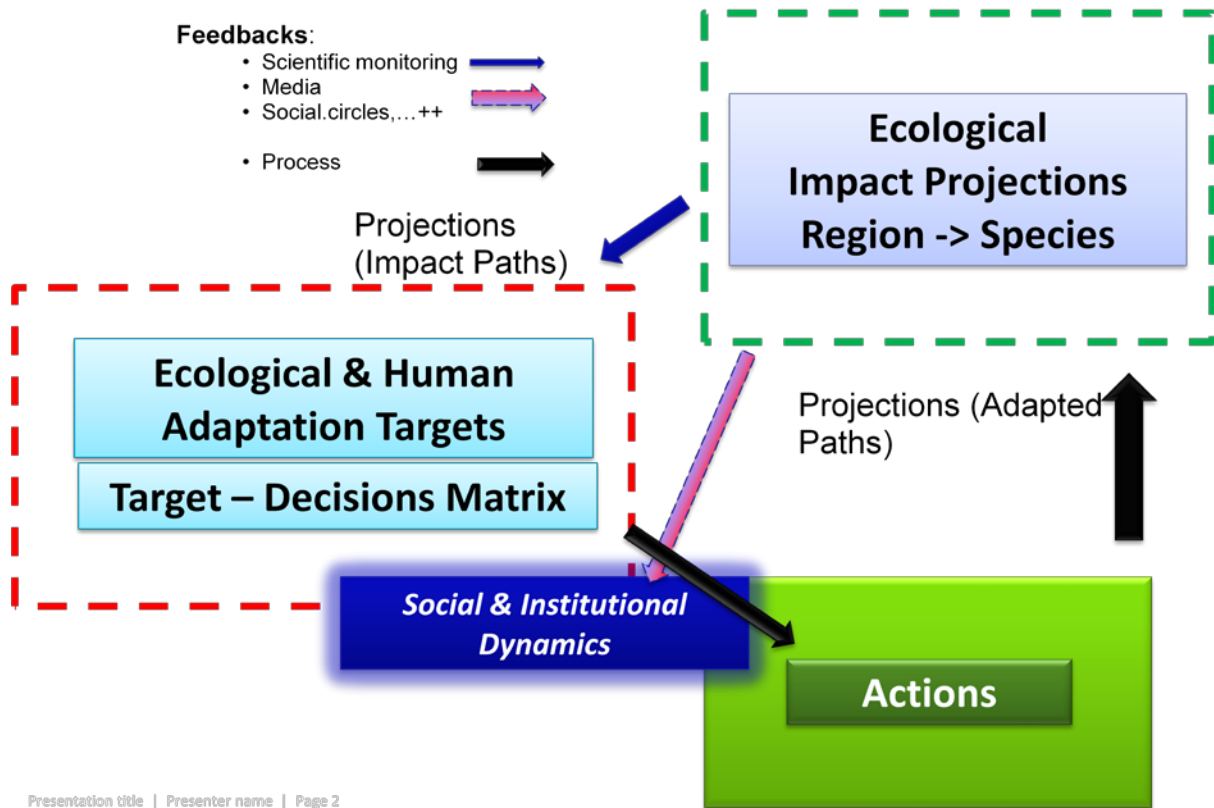 Feedbacks:
• Scientific monitoring
• Media
• Social.circles,...++
• Process
Ecological
Impact Projections
Region -> Species
Projections
(Impact Paths)
Ecological & Human
Adaptation Targets
Target – Decisions Matrix
Projections (Adapted
Paths)
Social & Institutional
Dynamics
Actions
Presentation title | Presenter name | Page 2